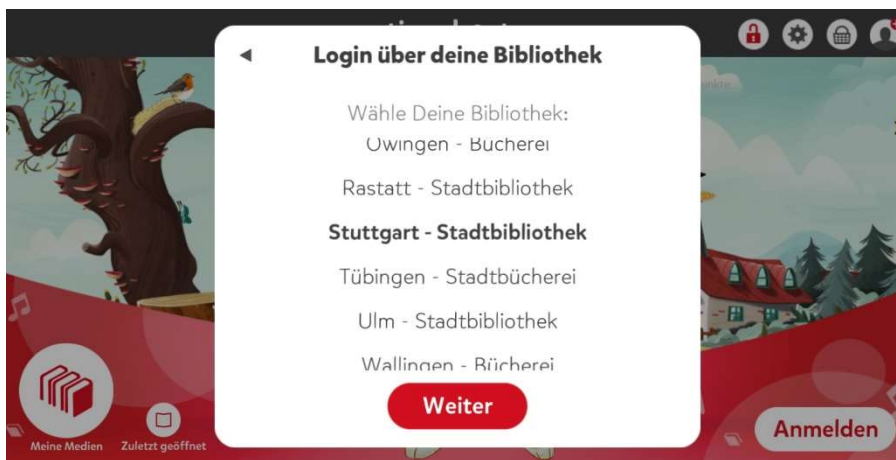 Login über deine Bibliothek
Wähle Deine Bibliothek:
Owingen - Bücherei
Rastatt - Stadtbibliothek
Stuttgart - Stadtbibliothek
Tübingen - Stadtbücherei
Ulm - Stadtbibliothek
Wallingen - Bücherei
Weiter
Meine Medien
Zuletzt geöffnet
Anmelden